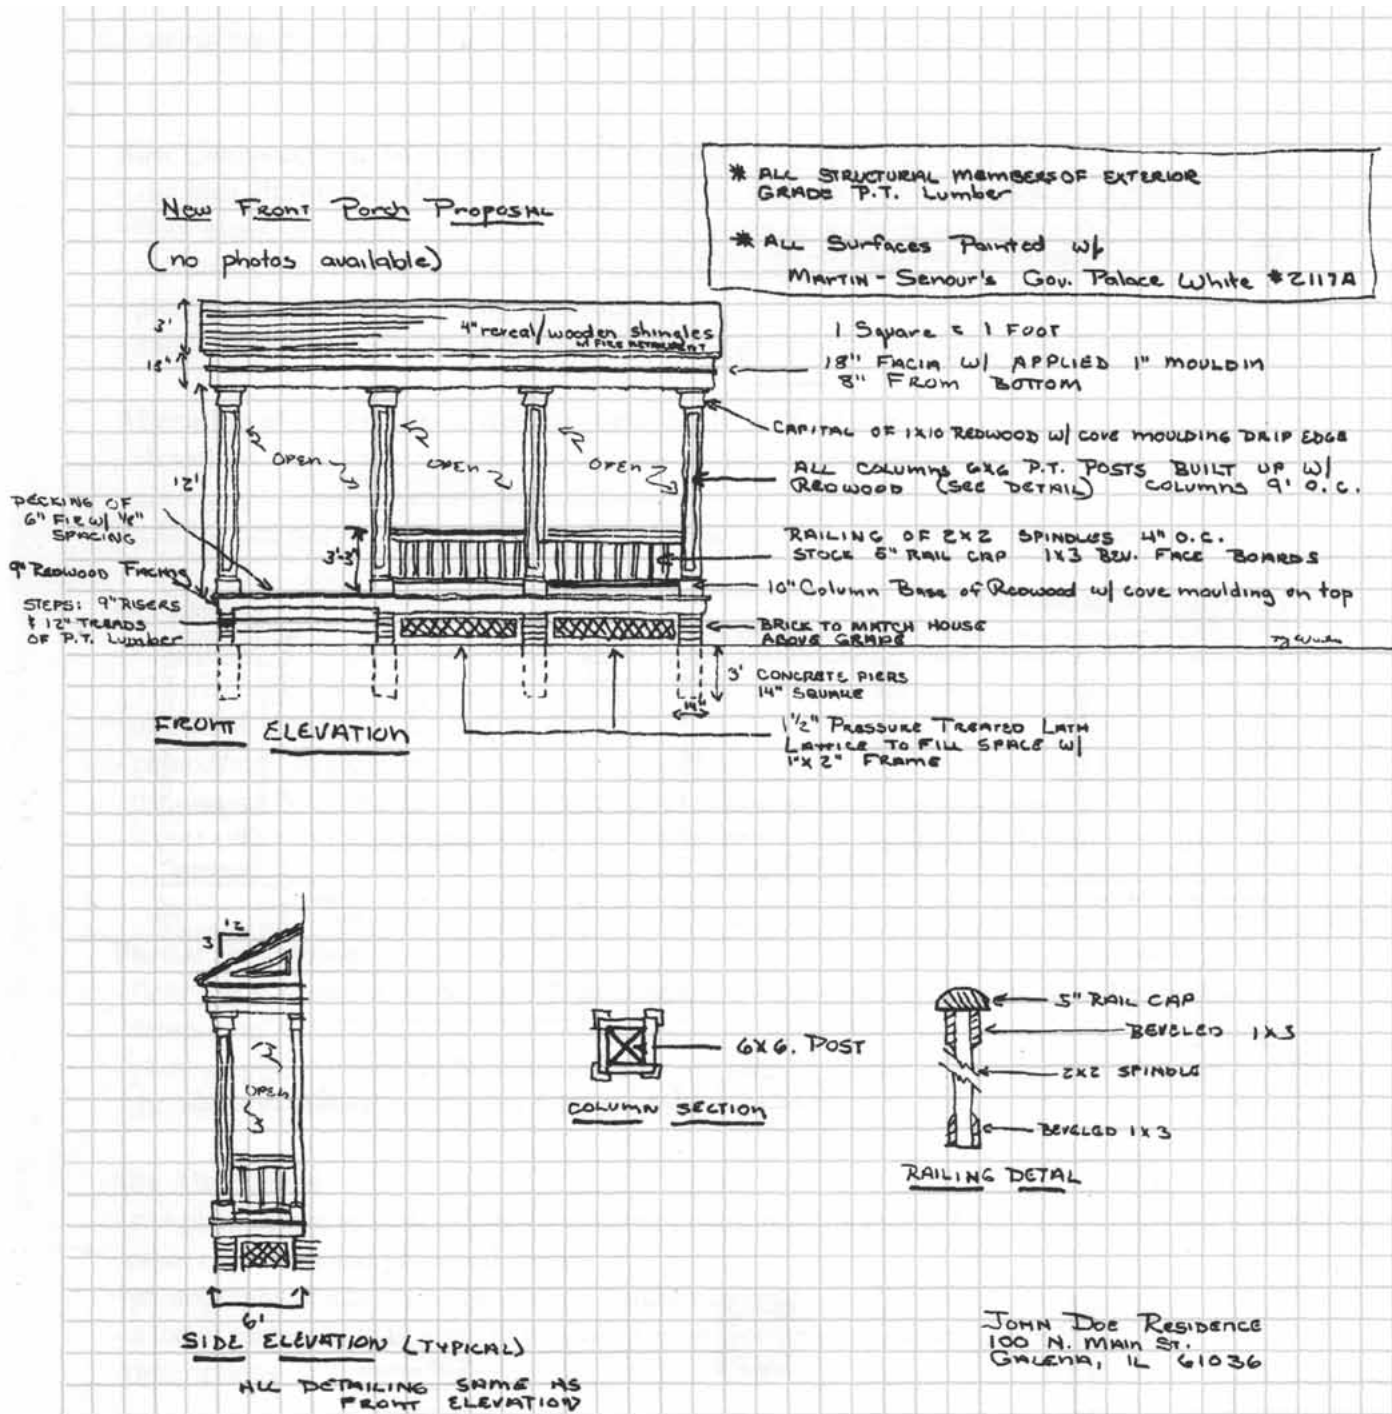 New Front Porch Proposal
(no photos available)
* ALL STRUCTURAL MEMBERS OF EXTERIOR
GRADE P.T. Lumber
* ALL Surfaces Painted w/
MARTIN-Senour's Gov. Palace White #2117A
3'
4" reveal/wooden shingles
w/ FIRE RETARDENT
18"
1 Square = 1 FOOT
18" FACIA W/ APPLIED 1" MOULDIN
8" FROM BOTTOM
CAPITAL OF 1X10 REDWOOD W/ COVE MOULDING DRIP EDGE
OPEN
OPEN
OPEN
ALL COLUMNS 6X6 P.T. POSTS BUILT UP W/
REDWOOD (SEE DETAIL) COLUMNS 9' O.C.
12'
DECKING OF
6" FIR W/ 1/8"
SPACING
3'-3"
RAILING OF 2X2 SPINDLES 4" O.C.
STOCK 5" RAIL CAP 1X3 BEV. FACE BOARDS
9" REDWOOD FACING
10" Column Base of Redwood w/ cove moulding on top
STEPS: 9" RISERS
& 12" TREADS
OF P.T. Lumber
BRICK TO MATCH HOUSE
ABOVE GRADE
3' CONCRETE PIERS
14" SQUARE
14"
FRONT ELEVATION
1 1/2" PRESSURE TREATED LATH
LATTICE TO FILL SPACE W/
1"X2" FRAME
12
3
OPEN
6'
SIDE ELEVATION (TYPICAL)
ALL DETAILING SAME AS
FRONT ELEVATION
6X6. POST
COLUMN SECTION
5" RAIL CAP
BEVELED 1X3
2X2 SPINDLE
BEVELED 1X3
RAILING DETAL
JOHN DOE RESIDENCE
100 N. MAIN ST.
GALENA, IL 61036